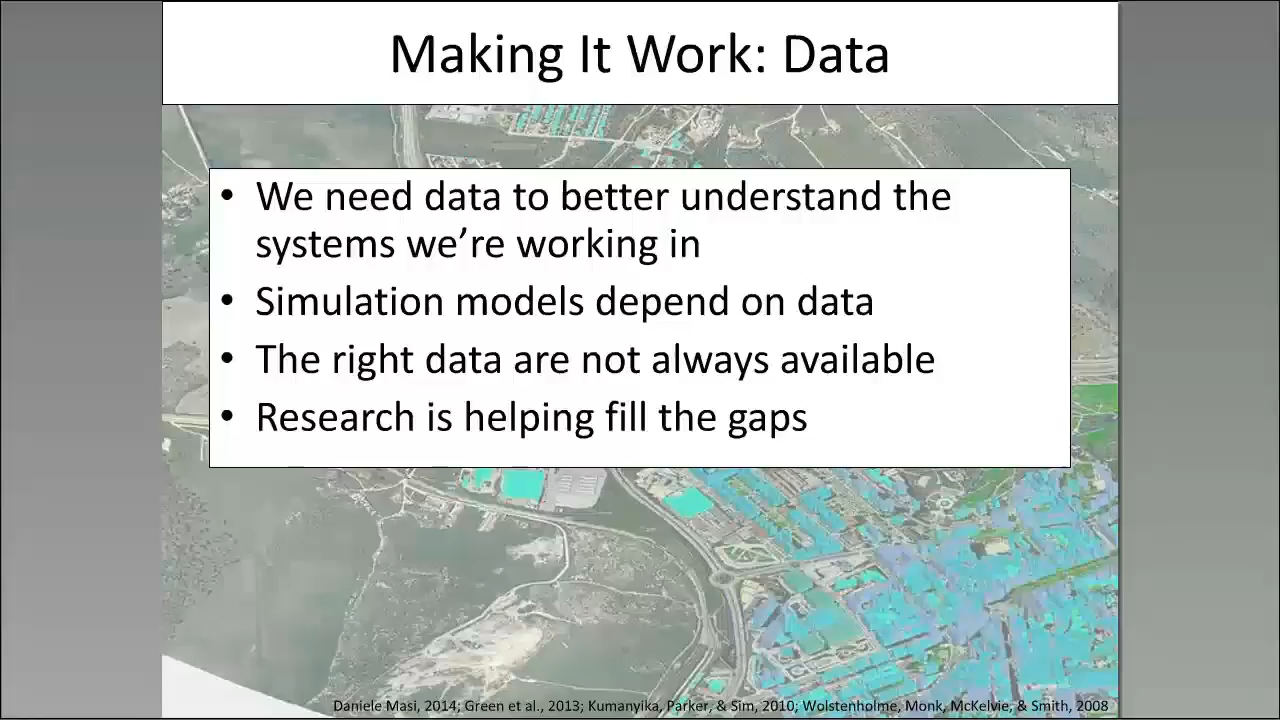 Making It Work: Data
• We need data to better understand the
systems we’re working in
• Simulation models depend on data
• The right data are not always available
• Research is helping fill the gaps
Daniele Masi, 2014; Green et al., 2013; Kumanyika, Parker, & Sim, 2010; Wolstenholme, Monk, McKelvie, & Smith, 2008